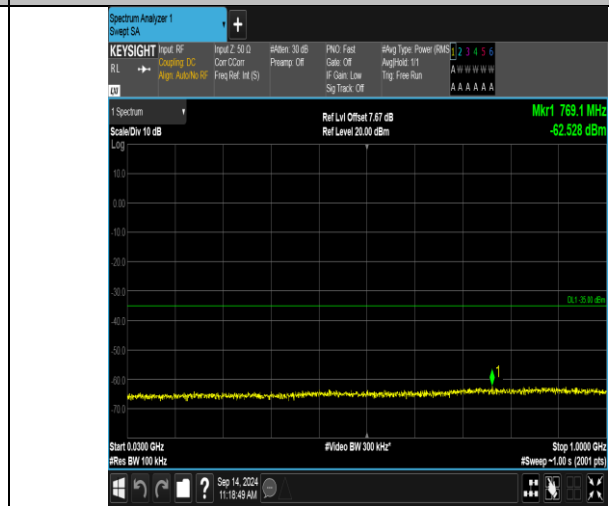 Spectrum Analyzer 1
Swept SA
+
KEYSIGHT Input: RF Input Z: 50 Ω #Atten: 30 dB PNO: Fast #Avg Type: Power (RMS 1 2 3 4 5 6
RL Coupling: DC Corr CCorr Preamp: Off Gate: Off Avg|Hold: 1/1 A W W W W W
Align: Auto/No RF Freq Ref: Int (S) IF Gain: Low Trig: Free Run
Sig Track: Off A A A A A A
1 Spectrum
Ref Lvl Offset 7.67 dB Mkr1 769.1 MHz
Scale/Div 10 dB Ref Level 20.00 dBm -62.528 dBm
Log
10.0
0.00
-10.0
-20.0
-30.0
DL1 -35.00 dBm
-40.0
-50.0
1
-60.0
-70.0
Start 0.0300 GHz #Video BW 300 kHz* Stop 1.0000 GHz
#Res BW 100 kHz #Sweep ~1.00 s (2001 pts)
? Sep 14, 2024
11:18:49 AM